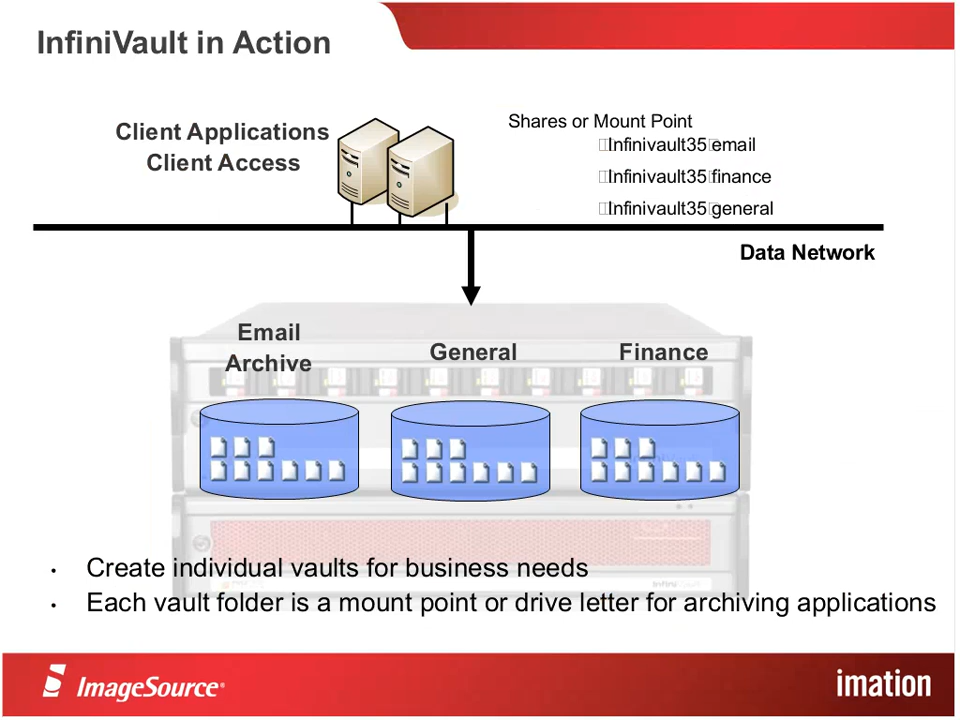 InfiniVault in Action
Client Applications
Client Access
Shares or Mount Point
Infinivault35 email
Infinivault35 finance
Infinivault35 general
Data Network
Email
Archive
General
Finance
• Create individual vaults for business needs
• Each vault folder is a mount point or drive letter for archiving applications
ImageSource®
imation